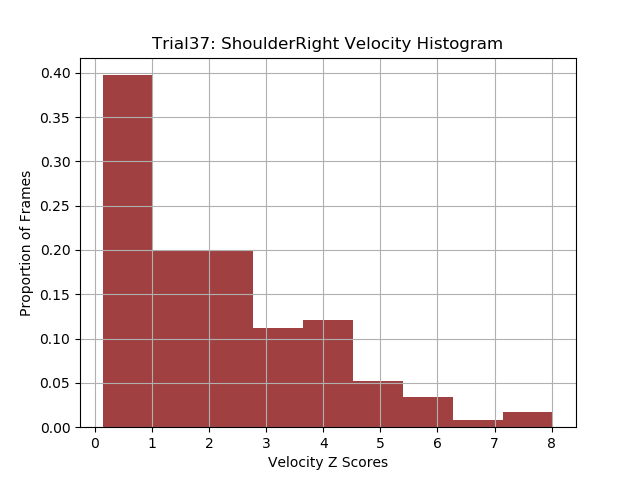 Trial37: ShoulderRight Velocity Histogram
0.40
0.35
0.30
0.25
0.20
0.15
0.10
0.05
0.00
Proportion of Frames
0 1 2 3 4 5 6 7 8
Velocity Z Scores